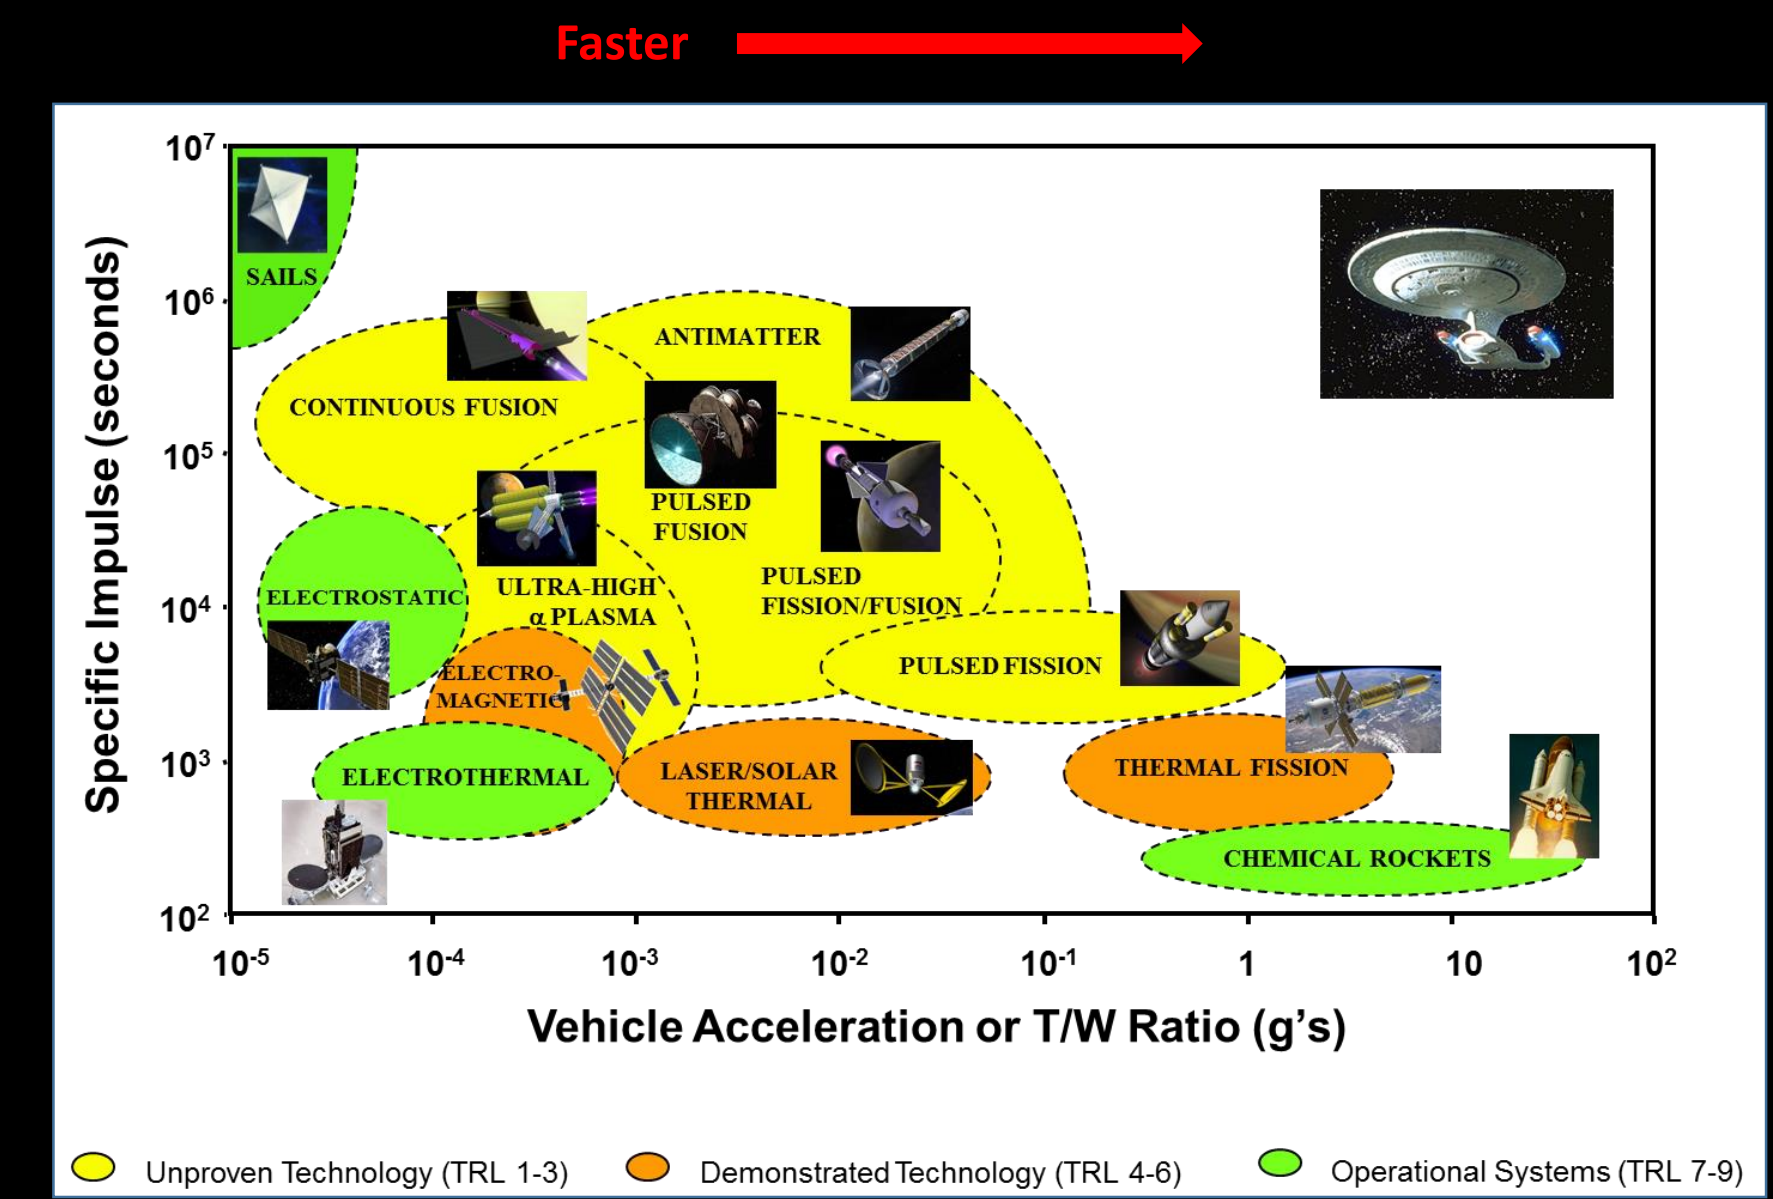 Faster
10⁷
10⁶
10⁵
10⁴
10³
10²
Specific Impulse (seconds)
SAILS
ANTIMATTER
CONTINUOUS FUSION
PULSED
FUSION
PULSED
FISSION/FUSION
ULTRA-HIGH
α PLASMA
ELECTROSTATIC
ELECTRO-
MAGNETIC
PULSED FISSION
ELECTROTHERMAL
LASER/SOLAR
THERMAL
THERMAL FISSION
CHEMICAL ROCKETS
10⁻⁵ 10⁻⁴ 10⁻³ 10⁻² 10⁻¹ 1 10 10²
Vehicle Acceleration or T/W Ratio (g’s)
Unproven Technology (TRL 1-3)
Demonstrated Technology (TRL 4-6)
Operational Systems (TRL 7-9)